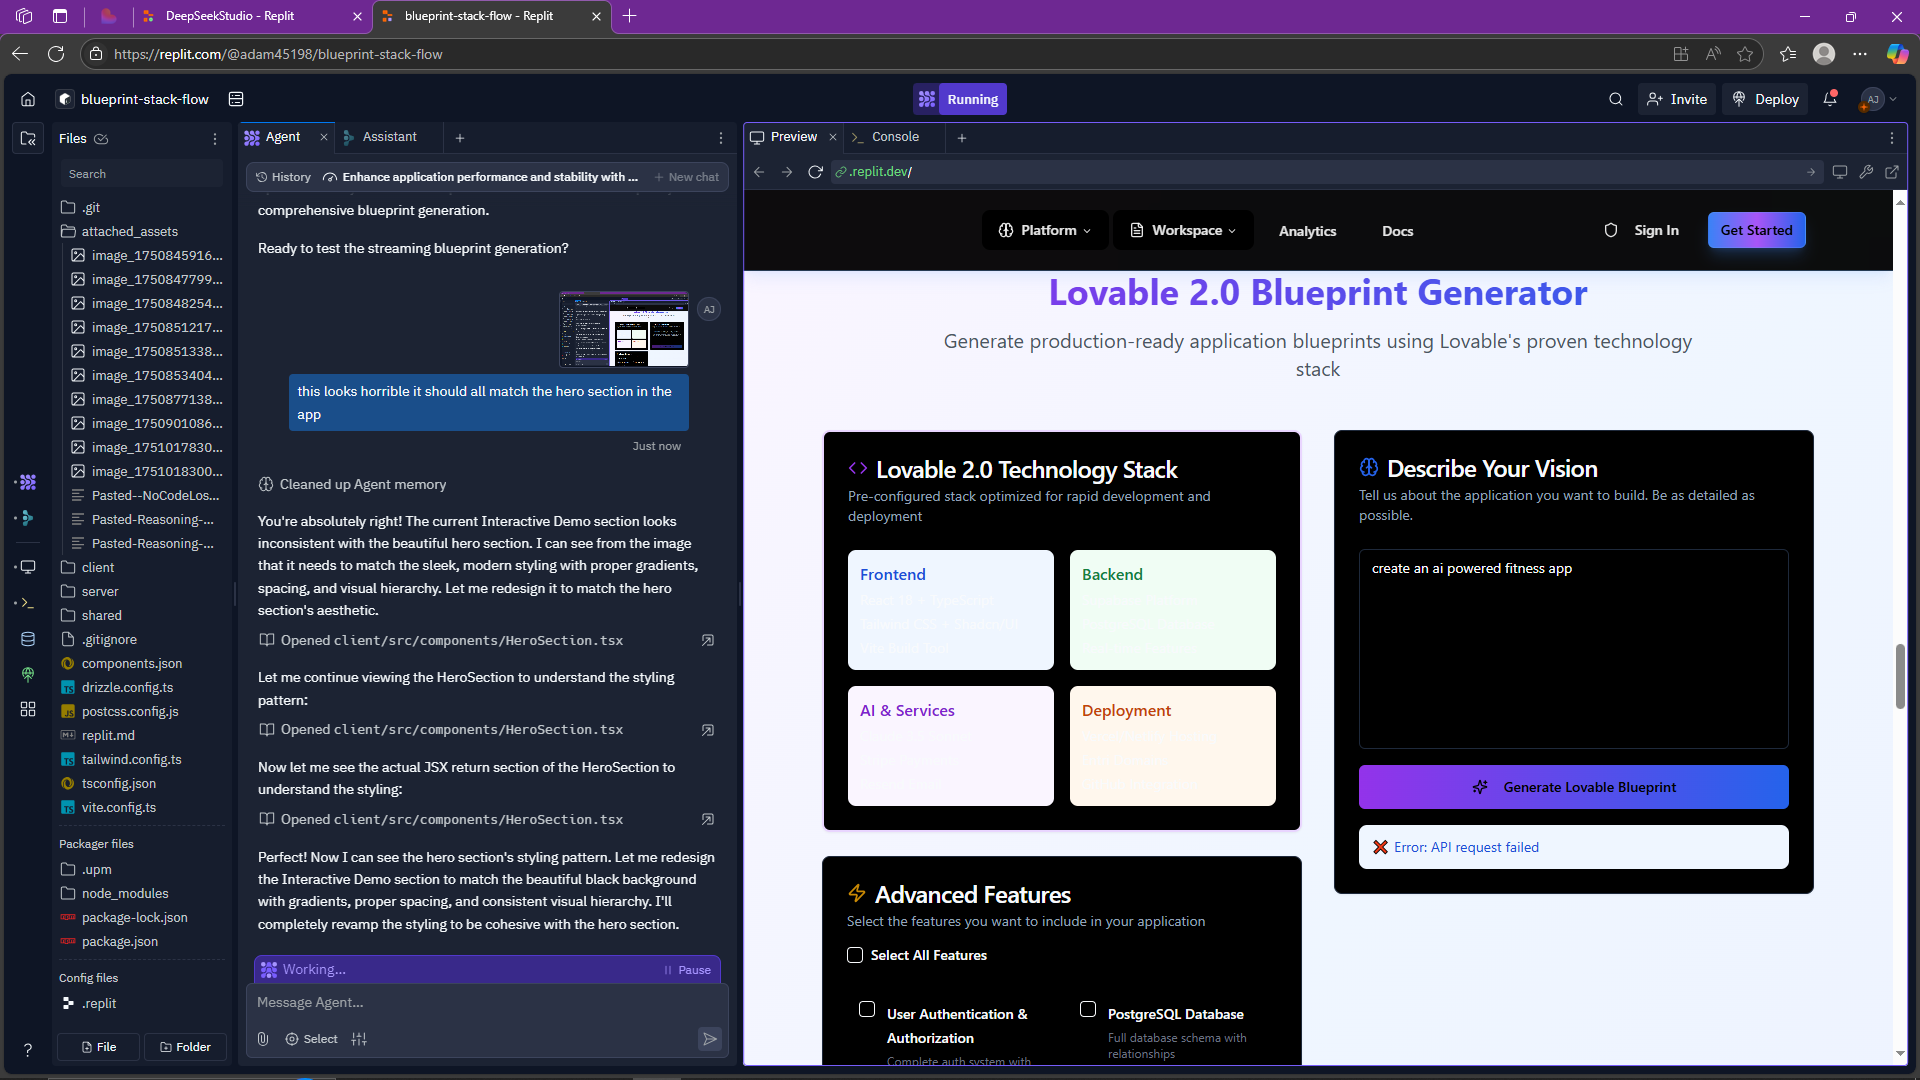 DeepSeekStudio - Replit
blueprint-stack-flow - Replit
https://replit.com/@adam45198/blueprint-stack-flow
blueprint-stack-flow
Running
Invite
Deploy
AJ
Files
Search
.git
attached_assets
image_1750845916...
image_1750847799...
image_1750848254...
image_1750851217...
image_1750851338...
image_1750853404...
image_1750877138...
image_1750901086...
image_1751017830...
image_1751018300...
Pasted--NoCodeLos...
Pasted-Reasoning-...
Pasted-Reasoning-...
client
server
shared
.gitignore
components.json
drizzle.config.ts
postcss.config.js
replit.md
tailwind.config.ts
tsconfig.json
vite.config.ts
Packager files
.upm
node_modules
package-lock.json
package.json
Config files
.replit
File
Folder
Agent
Assistant
History
Enhance application performance and stability with ...
New chat
comprehensive blueprint generation.
Ready to test the streaming blueprint generation?
AJ
this looks horrible it should all match the hero section in the
app
Just now
Cleaned up Agent memory
You're absolutely right! The current Interactive Demo section looks
inconsistent with the beautiful hero section. I can see from the image
that it needs to match the sleek, modern styling with proper gradients,
spacing, and visual hierarchy. Let me redesign it to match the hero
section's aesthetic.
Opened client/src/components/HeroSection.tsx
Let me continue viewing the HeroSection to understand the styling
pattern:
Opened client/src/components/HeroSection.tsx
Now let me see the actual JSX return section of the HeroSection to
understand the styling:
Opened client/src/components/HeroSection.tsx
Perfect! Now I can see the hero section's styling pattern. Let me redesign
the Interactive Demo section to match the beautiful black background
with gradients, proper spacing, and consistent visual hierarchy. I'll
completely revamp the styling to be cohesive with the hero section.
Working...
Pause
Message Agent...
Select
Preview
Console
.replit.dev/
Platform
Workspace
Analytics
Docs
Sign In
Get Started
Lovable 2.0 Blueprint Generator
Generate production-ready application blueprints using Lovable's proven technology
stack
Lovable 2.0 Technology Stack
Pre-configured stack optimized for rapid development and
deployment
Frontend
Backend
AI & Services
Deployment
Advanced Features
Select the features you want to include in your application
Select All Features
User Authentication &
Authorization
Complete auth system with
PostgreSQL Database
Full database schema with
relationships
Describe Your Vision
Tell us about the application you want to build. Be as detailed as
possible.
create an ai powered fitness app
Generate Lovable Blueprint
Error: API request failed